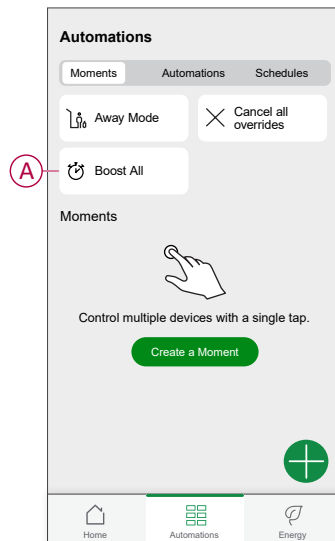 Automations
Moments Automations Schedules
Away Mode
Cancel all
overrides
A
Boost All
Moments
Control multiple devices with a single tap.
Create a Moment
Home Automations Energy